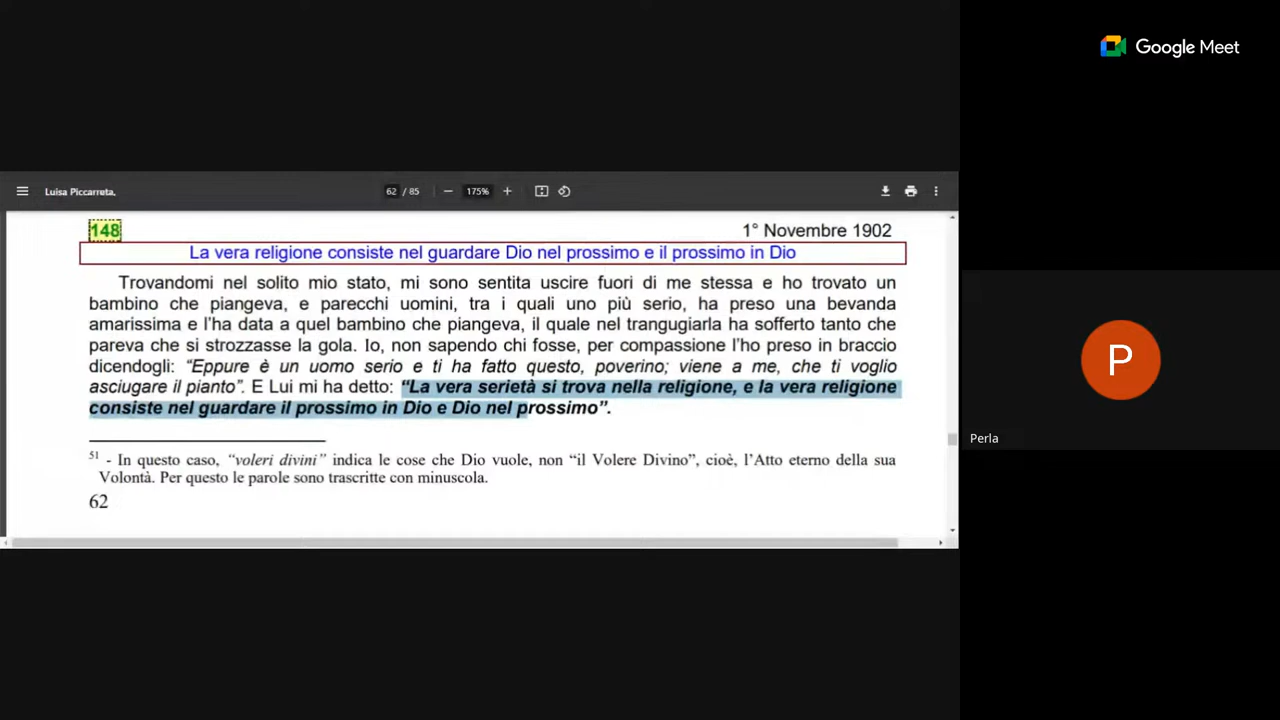 Google Meet
Luisa Piccarreta.
62 / 85
175%
148
1° Novembre 1902
La vera religione consiste nel guardare Dio nel prossimo e il prossimo in Dio
Trovandomi nel solito mio stato, mi sono sentita uscire fuori di me stessa e ho trovato un
bambino che piangeva, e parecchi uomini, tra i quali uno più serio, ha preso una bevanda
amarissima e l’ha data a quel bambino che piangeva, il quale nel trangugiarla ha sofferto tanto che
pareva che si strozzasse la gola. Io, non sapendo chi fosse, per compassione l’ho preso in braccio
dicendogli: “Eppure è un uomo serio e ti ha fatto questo, poverino; viene a me, che ti voglio
asciugare il pianto”. E Lui mi ha detto: “La vera serietà si trova nella religione, e la vera religione
consiste nel guardare il prossimo in Dio e Dio nel prossimo”.
51 - In questo caso, “voleri divini” indica le cose che Dio vuole, non “il Volere Divino”, cioè, l’Atto eterno della sua
Volontà. Per questo le parole sono trascritte con minuscola.
62
P
Perla